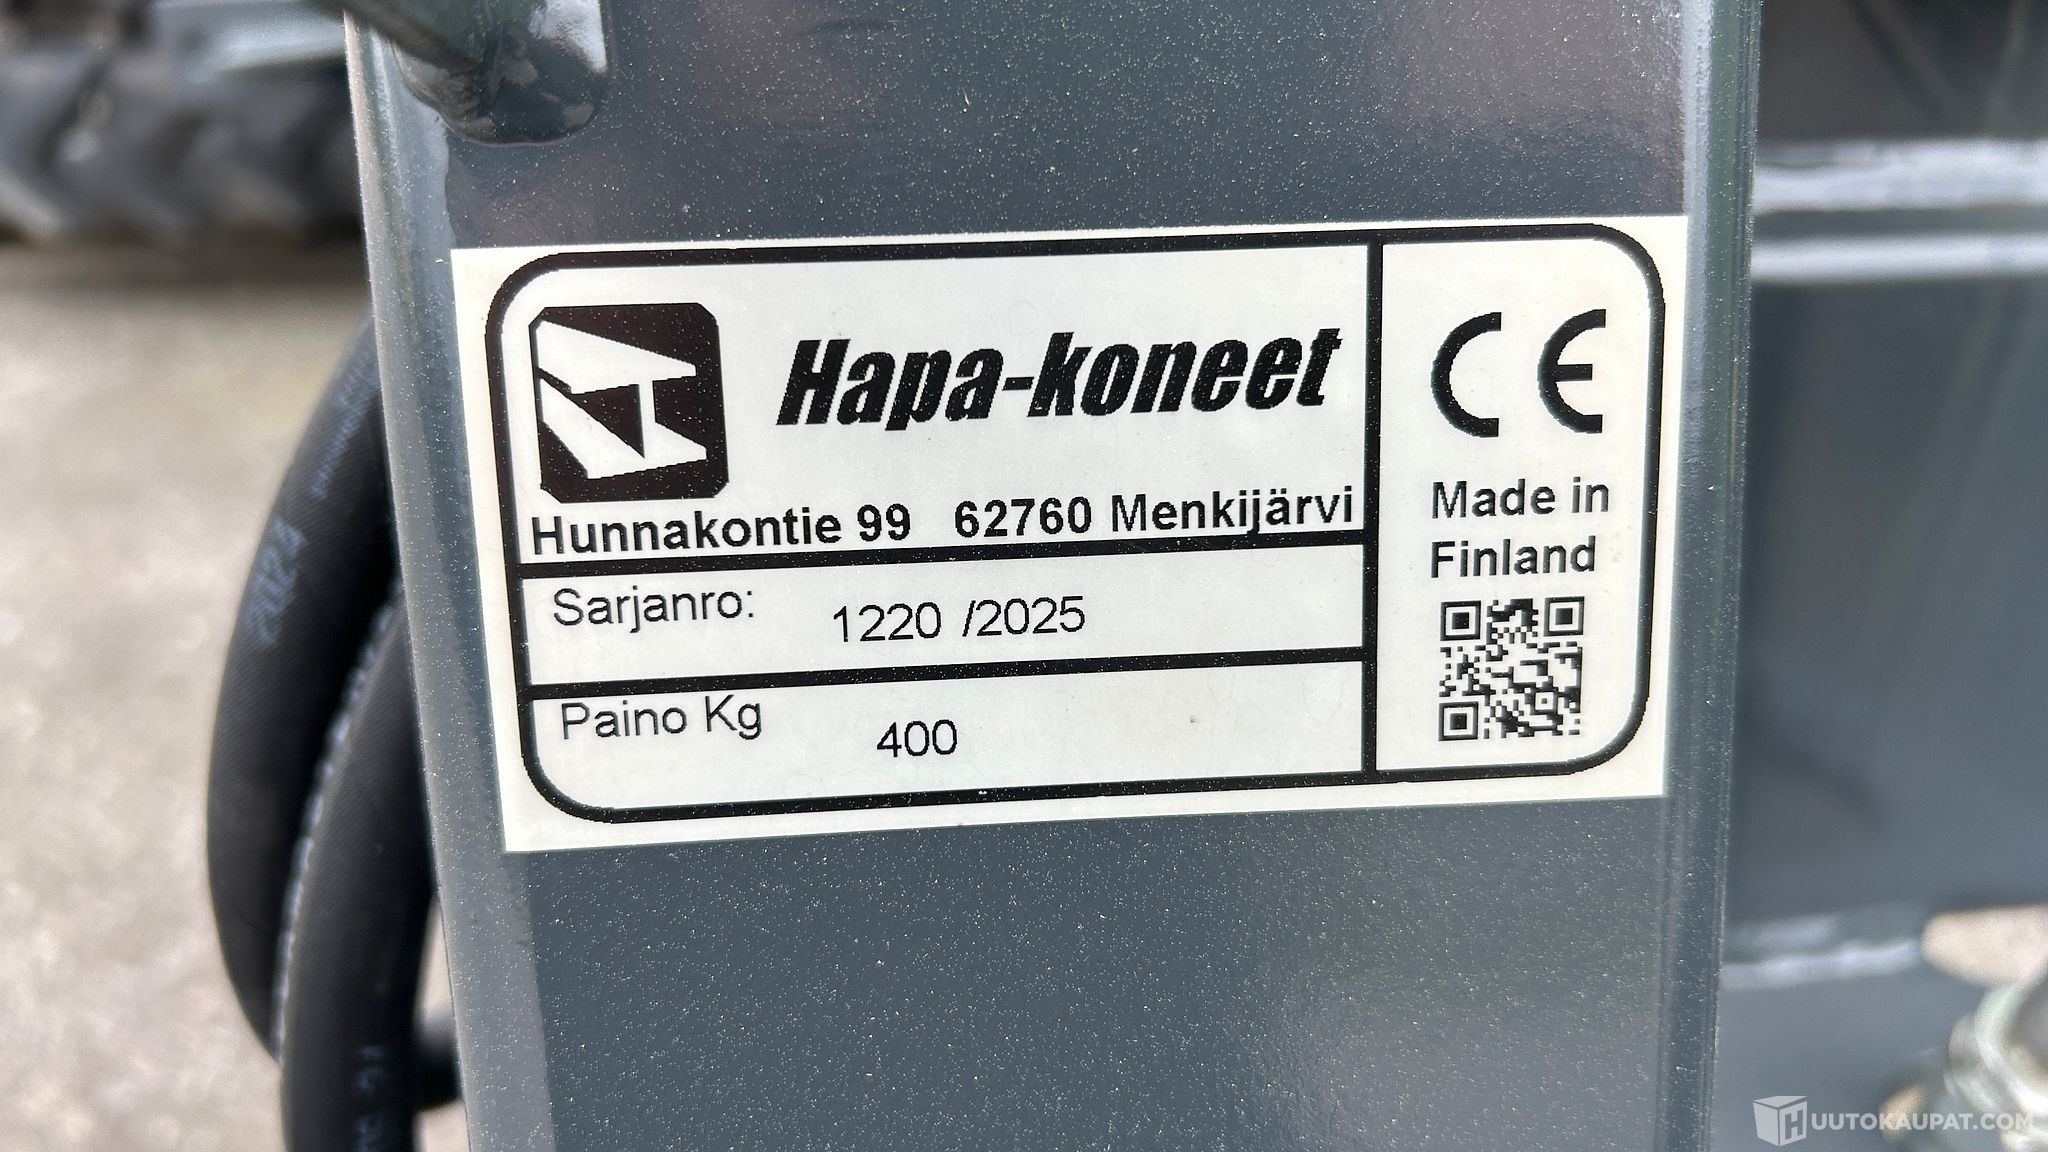 Hapa-koneet
Hunnakontie 99 62760 Menkijärvi
Sarjanro: 1220 /2025
Paino Kg 400
CE
Made in
Finland
HUUTOKAUPAT.COM